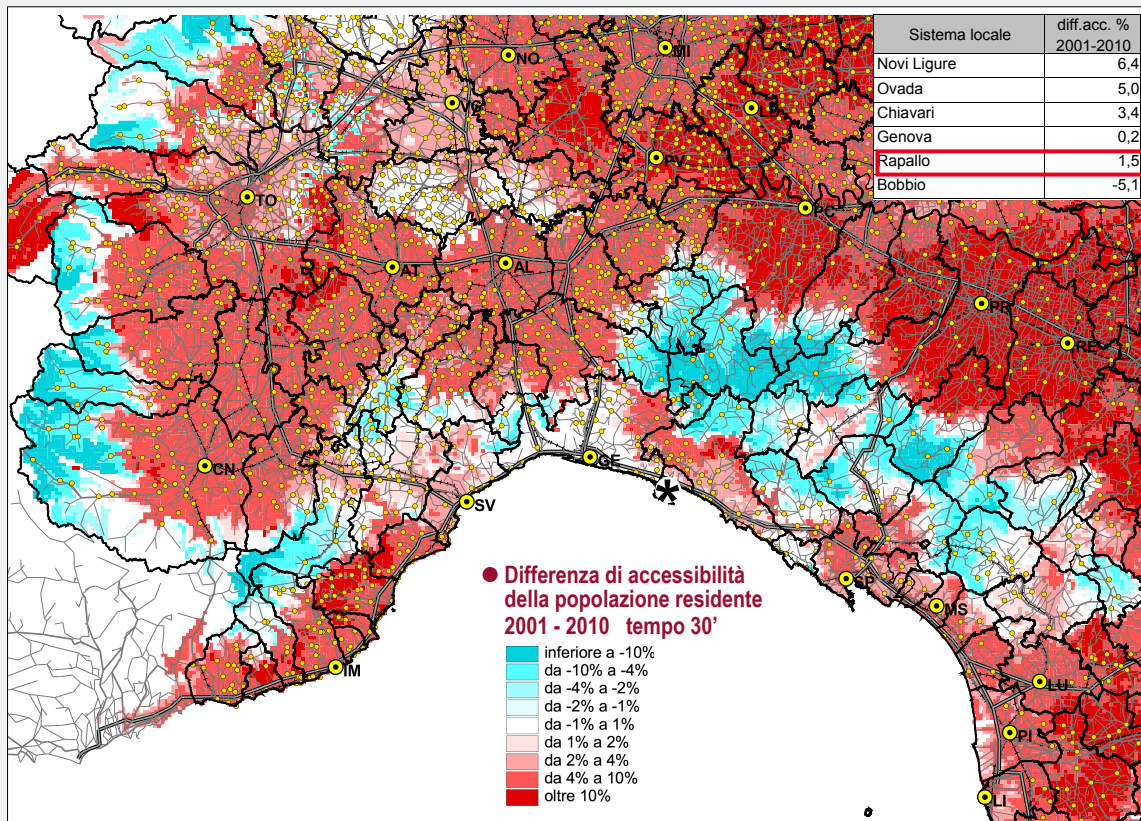 Sistema locale diff.acc. % 2001-2010
Novi Ligure 6,4
Ovada 5,0
Chiavari 3,4
Genova 0,2
Rapallo 1,5
Bobbio -5,1
NO
MI
VC
LO
PV
TO
PC
AT
AL
PR
RE
CN
GE
*
SV
SP
MS
IM
LU
PI
LI
Differenza di accessibilità
della popolazione residente
2001 - 2010 tempo 30'
inferiore a -10%
da -10% a -4%
da -4% a -2%
da -2% a -1%
da -1% a 1%
da 1% a 2%
da 2% a 4%
da 4% a 10%
oltre 10%